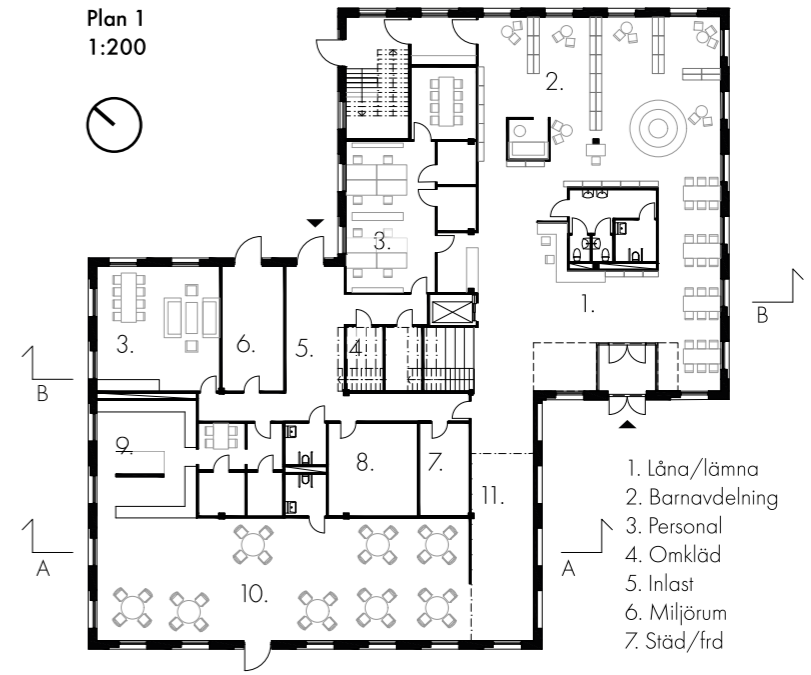 Plan 1
1:200
2.
3.
1.
B
3.
6.
5.
4.
B
9.
8.
7.
11.
A
10.
A
1. Låna/lämna
2. Barnavdelning
3. Personal
4. Omkläd
5. Inlast
6. Miljörum
7. Städ/frd